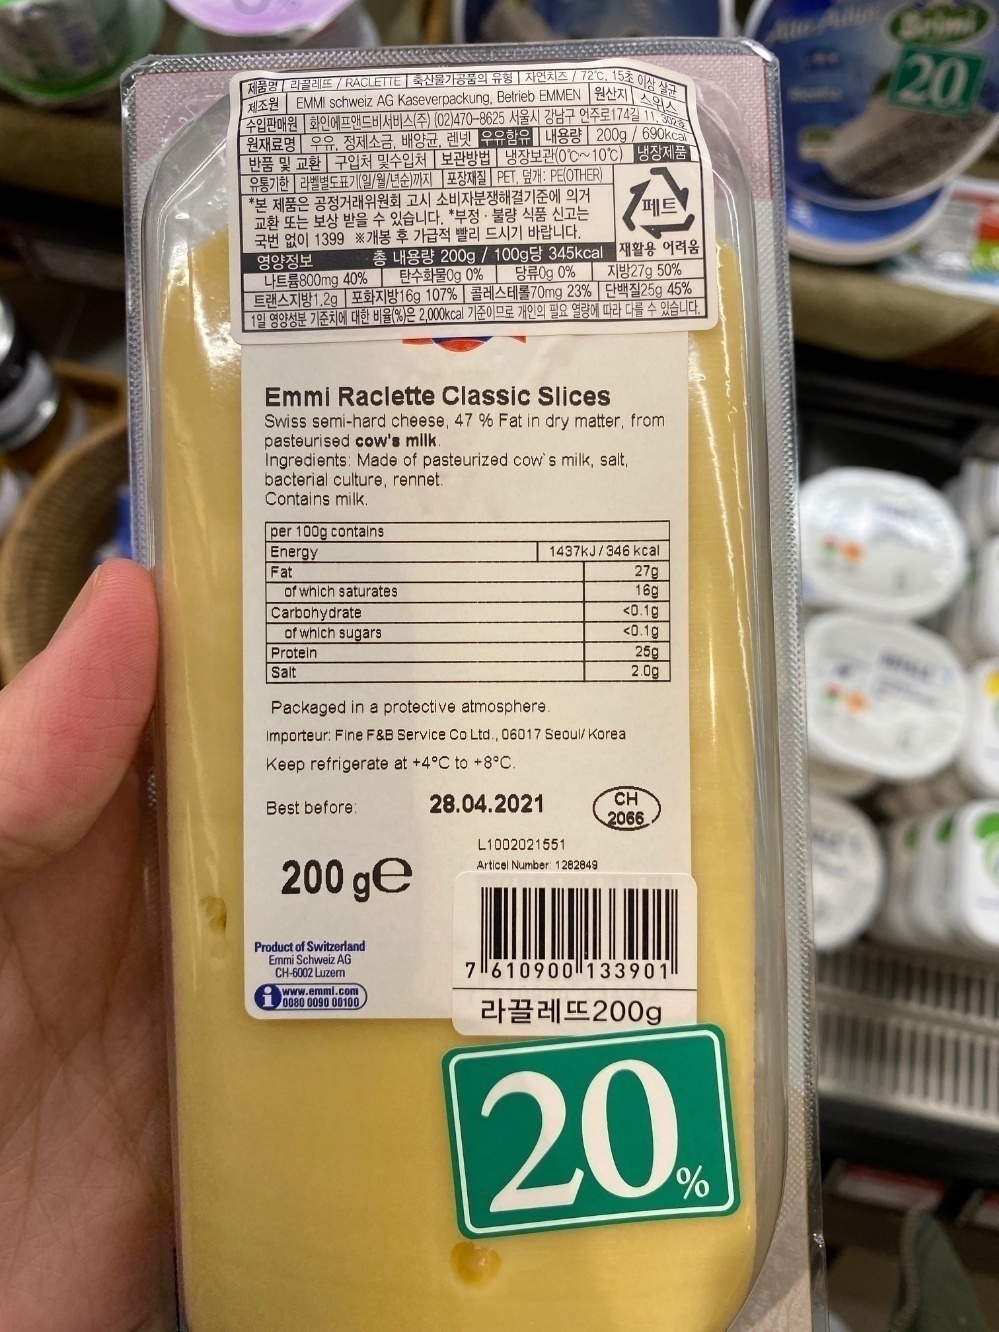 제품명 라끌레뜨 / RACLETTE 축산물가공품의 유형 자연치즈 / 72℃, 15초 이상 살균
제조원 EMMI schweiz AG Kaseverpackung, Betrieb EMMEN 원산지 스위스
수입판매원 화인에프앤드비서비스(주) (02)470-8625 서울시 강남구 언주로174길 11, 302호
원재료명 우유, 정제소금, 배양균, 렌넷 우유함유 내용량 200g / 690kcal
반품 및 교환 구입처 및수입처 보관방법 냉장보관(0℃~10℃) 냉장제품
유통기한 라벨별도표기(일/월/년순)까지 포장재질 PET, 덮개: PE(OTHER)
*본 제품은 공정거래위원회 고시 소비자분쟁해결기준에 의거
교환 또는 보상 받을 수 있습니다. *부정·불량 식품 신고는
국번 없이 1399 ※개봉 후 가급적 빨리 드시기 바랍니다.
페트
재활용 어려움
영양정보 총 내용량 200g / 100g당 345kcal
나트륨800mg 40% 탄수화물0g 0% 당류0g 0% 지방27g 50%
트랜스지방1.2g 포화지방16g 107% 콜레스테롤70mg 23% 단백질25g 45%
1일 영양성분 기준치에 대한 비율(%)은 2,000kcal 기준이므로 개인의 필요 열량에 따라 다를 수 있습니다.
Emmi Raclette Classic Slices
Swiss semi-hard cheese, 47 % Fat in dry matter, from
pasteurised cow's milk.
Ingredients: Made of pasteurized cow`s milk, salt,
bacterial culture, rennet.
Contains milk.
per 100g contains
Energy 1437kJ / 346 kcal
Fat 27g
of which saturates 16g
Carbohydrate <0.1g
of which sugars <0.1g
Protein 25g
Salt 2.0g
Packaged in a protective atmosphere.
Importeur: Fine F&B Service Co Ltd., 06017 Seoul/ Korea
Keep refrigerate at +4°C to +8°C.
Best before: 28.04.2021
CH
2066
L1002021551
Articel Number: 1282849
200 g℮
Product of Switzerland
Emmi Schweiz AG
CH-6002 Luzern
i www.emmi.com
0080 0090 00100
7 610900 133901
라끌레뜨200g
20%
Brimi
20